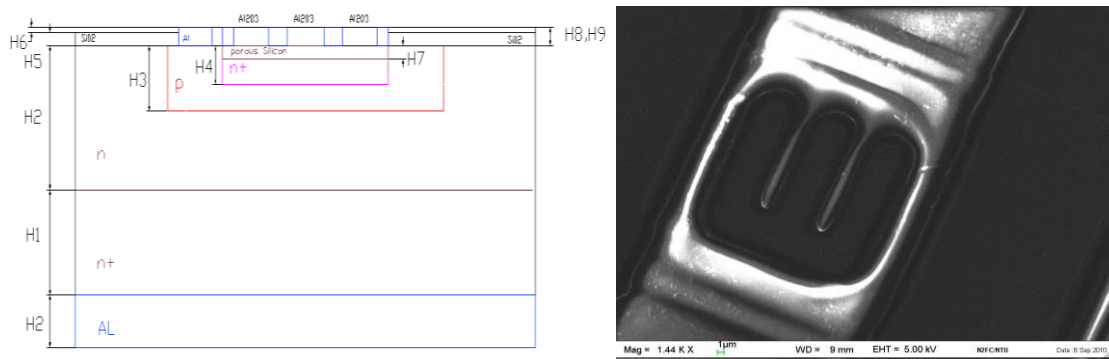 Al2O3 Al2O3 Al2O3
H6 SiO2 Al SiO2 H8,H9
porous Silicon
H5 H3 H4 n+ H7
p
H2
n
H1
n+
H2 AL
Mag = 1.44 K X 1µm WD = 9 mm EHT = 5.00 kV N2FC/NTU Date :8 Sep 2010